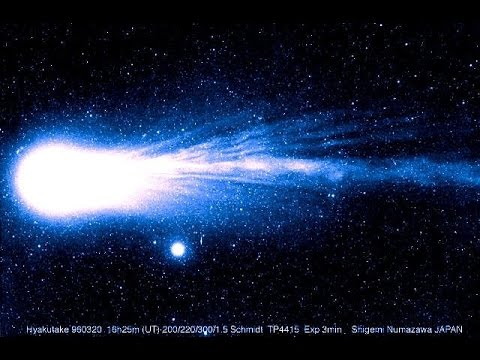 Hyakutake 960320 16h25m (UT) 200/220/300/1.5 Schmidt TP4415 Exp 3min Shigemi Numazawa JAPAN